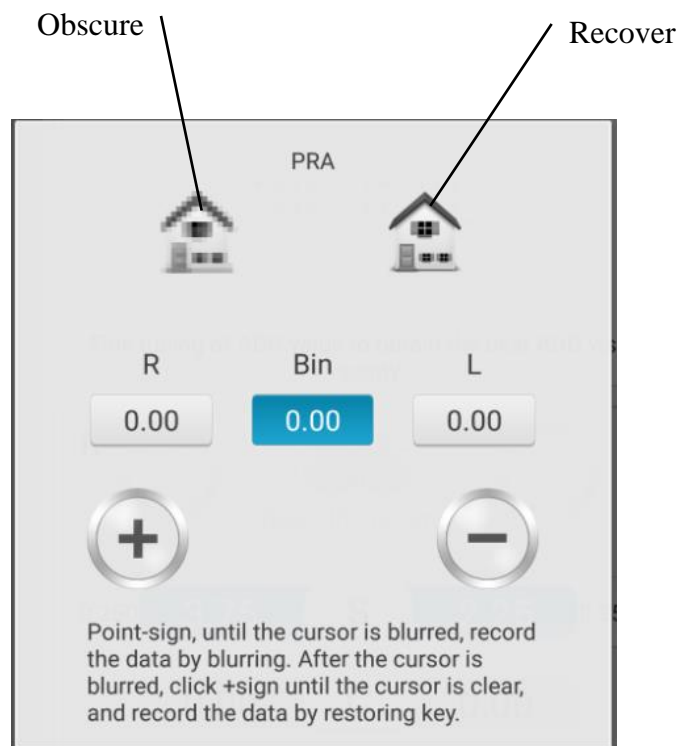 Obscure
Recover
PRA
R Bin L
0.00 0.00 0.00
+ −
Point-sign, until the cursor is blurred, record
the data by blurring. After the cursor is
blurred, click +sign until the cursor is clear,
and record the data by restoring key.